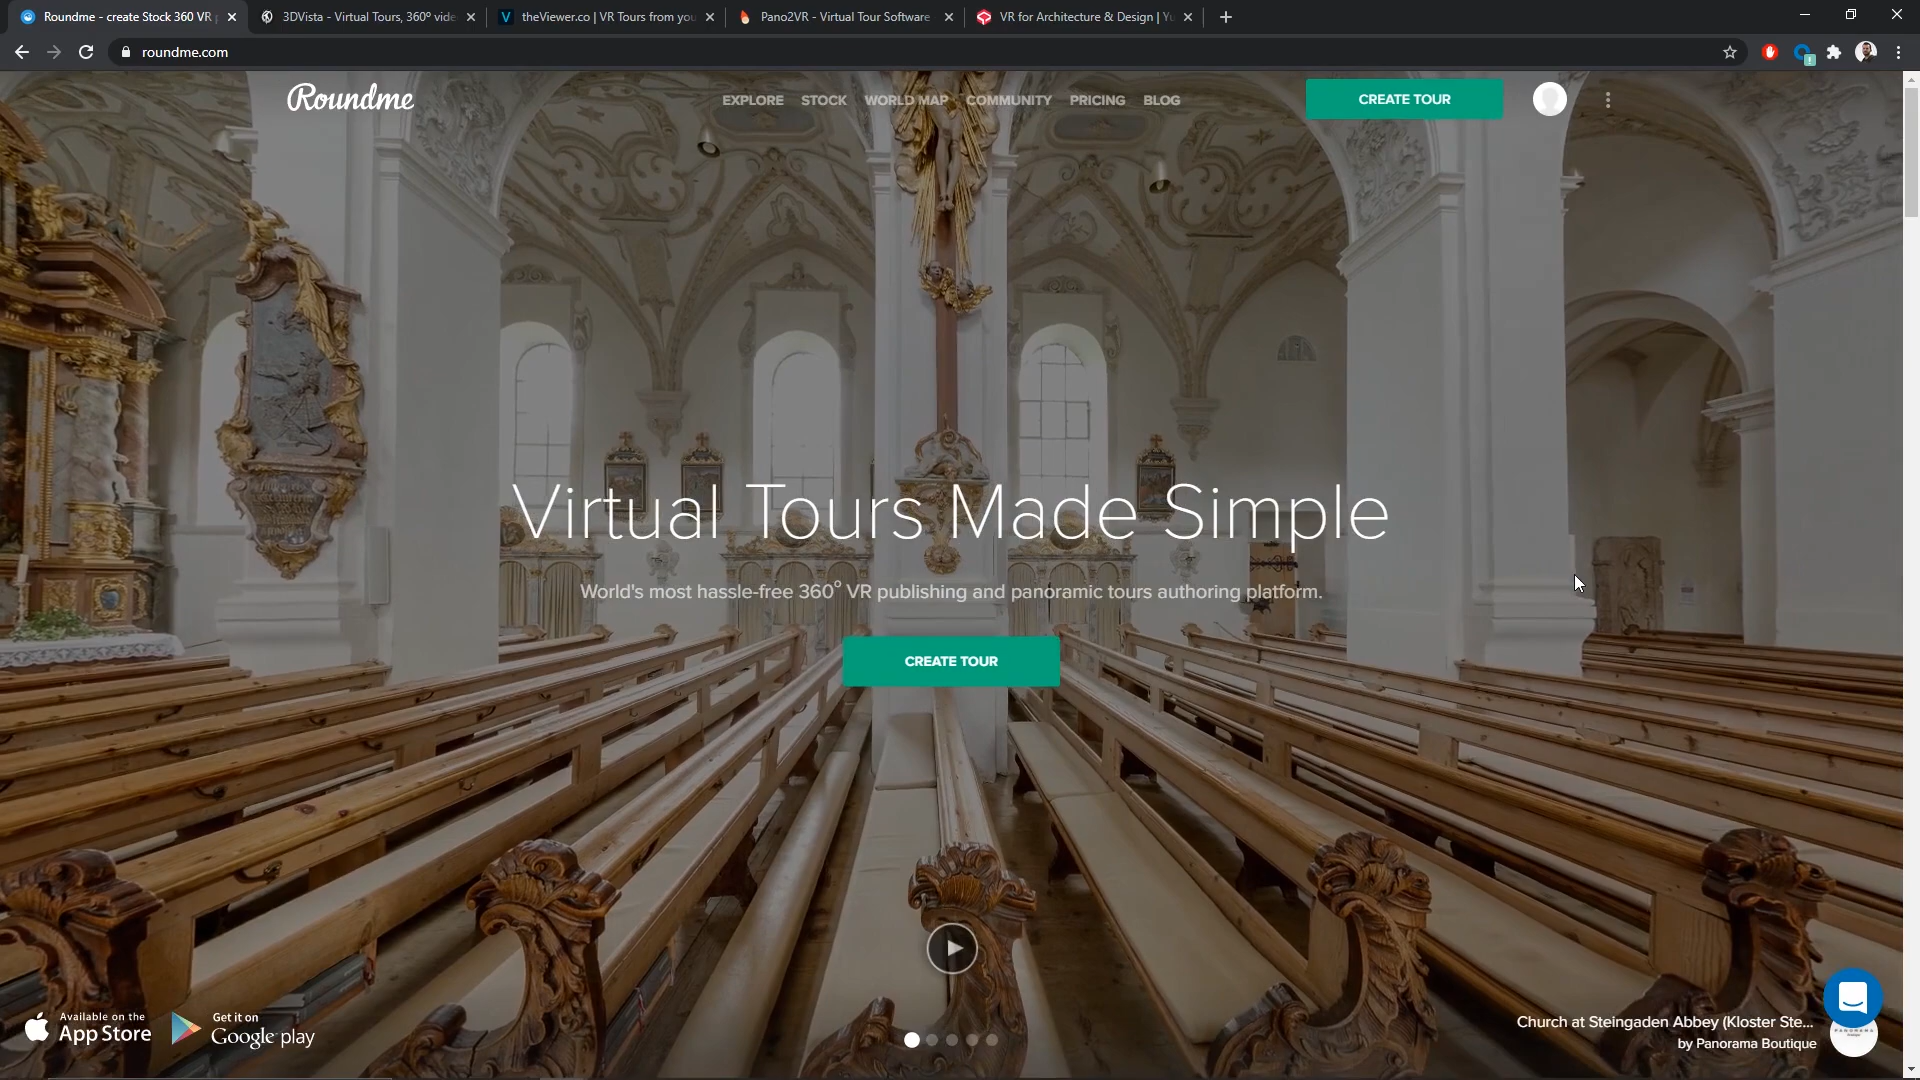 Roundme - create Stock 360 VR p
3DVista - Virtual Tours, 360º vide
theViewer.co | VR Tours from you
Pano2VR - Virtual Tour Software
VR for Architecture & Design | Yu
roundme.com
Roundme
EXPLORE STOCK WORLD MAP COMMUNITY PRICING BLOG
CREATE TOUR
Virtual Tours Made Simple
World's most hassle-free 360° VR publishing and panoramic tours authoring platform.
CREATE TOUR
Available on the
App Store
Get it on
Google play
Church at Steingaden Abbey (Kloster Ste...
by Panorama Boutique
PANORAMA